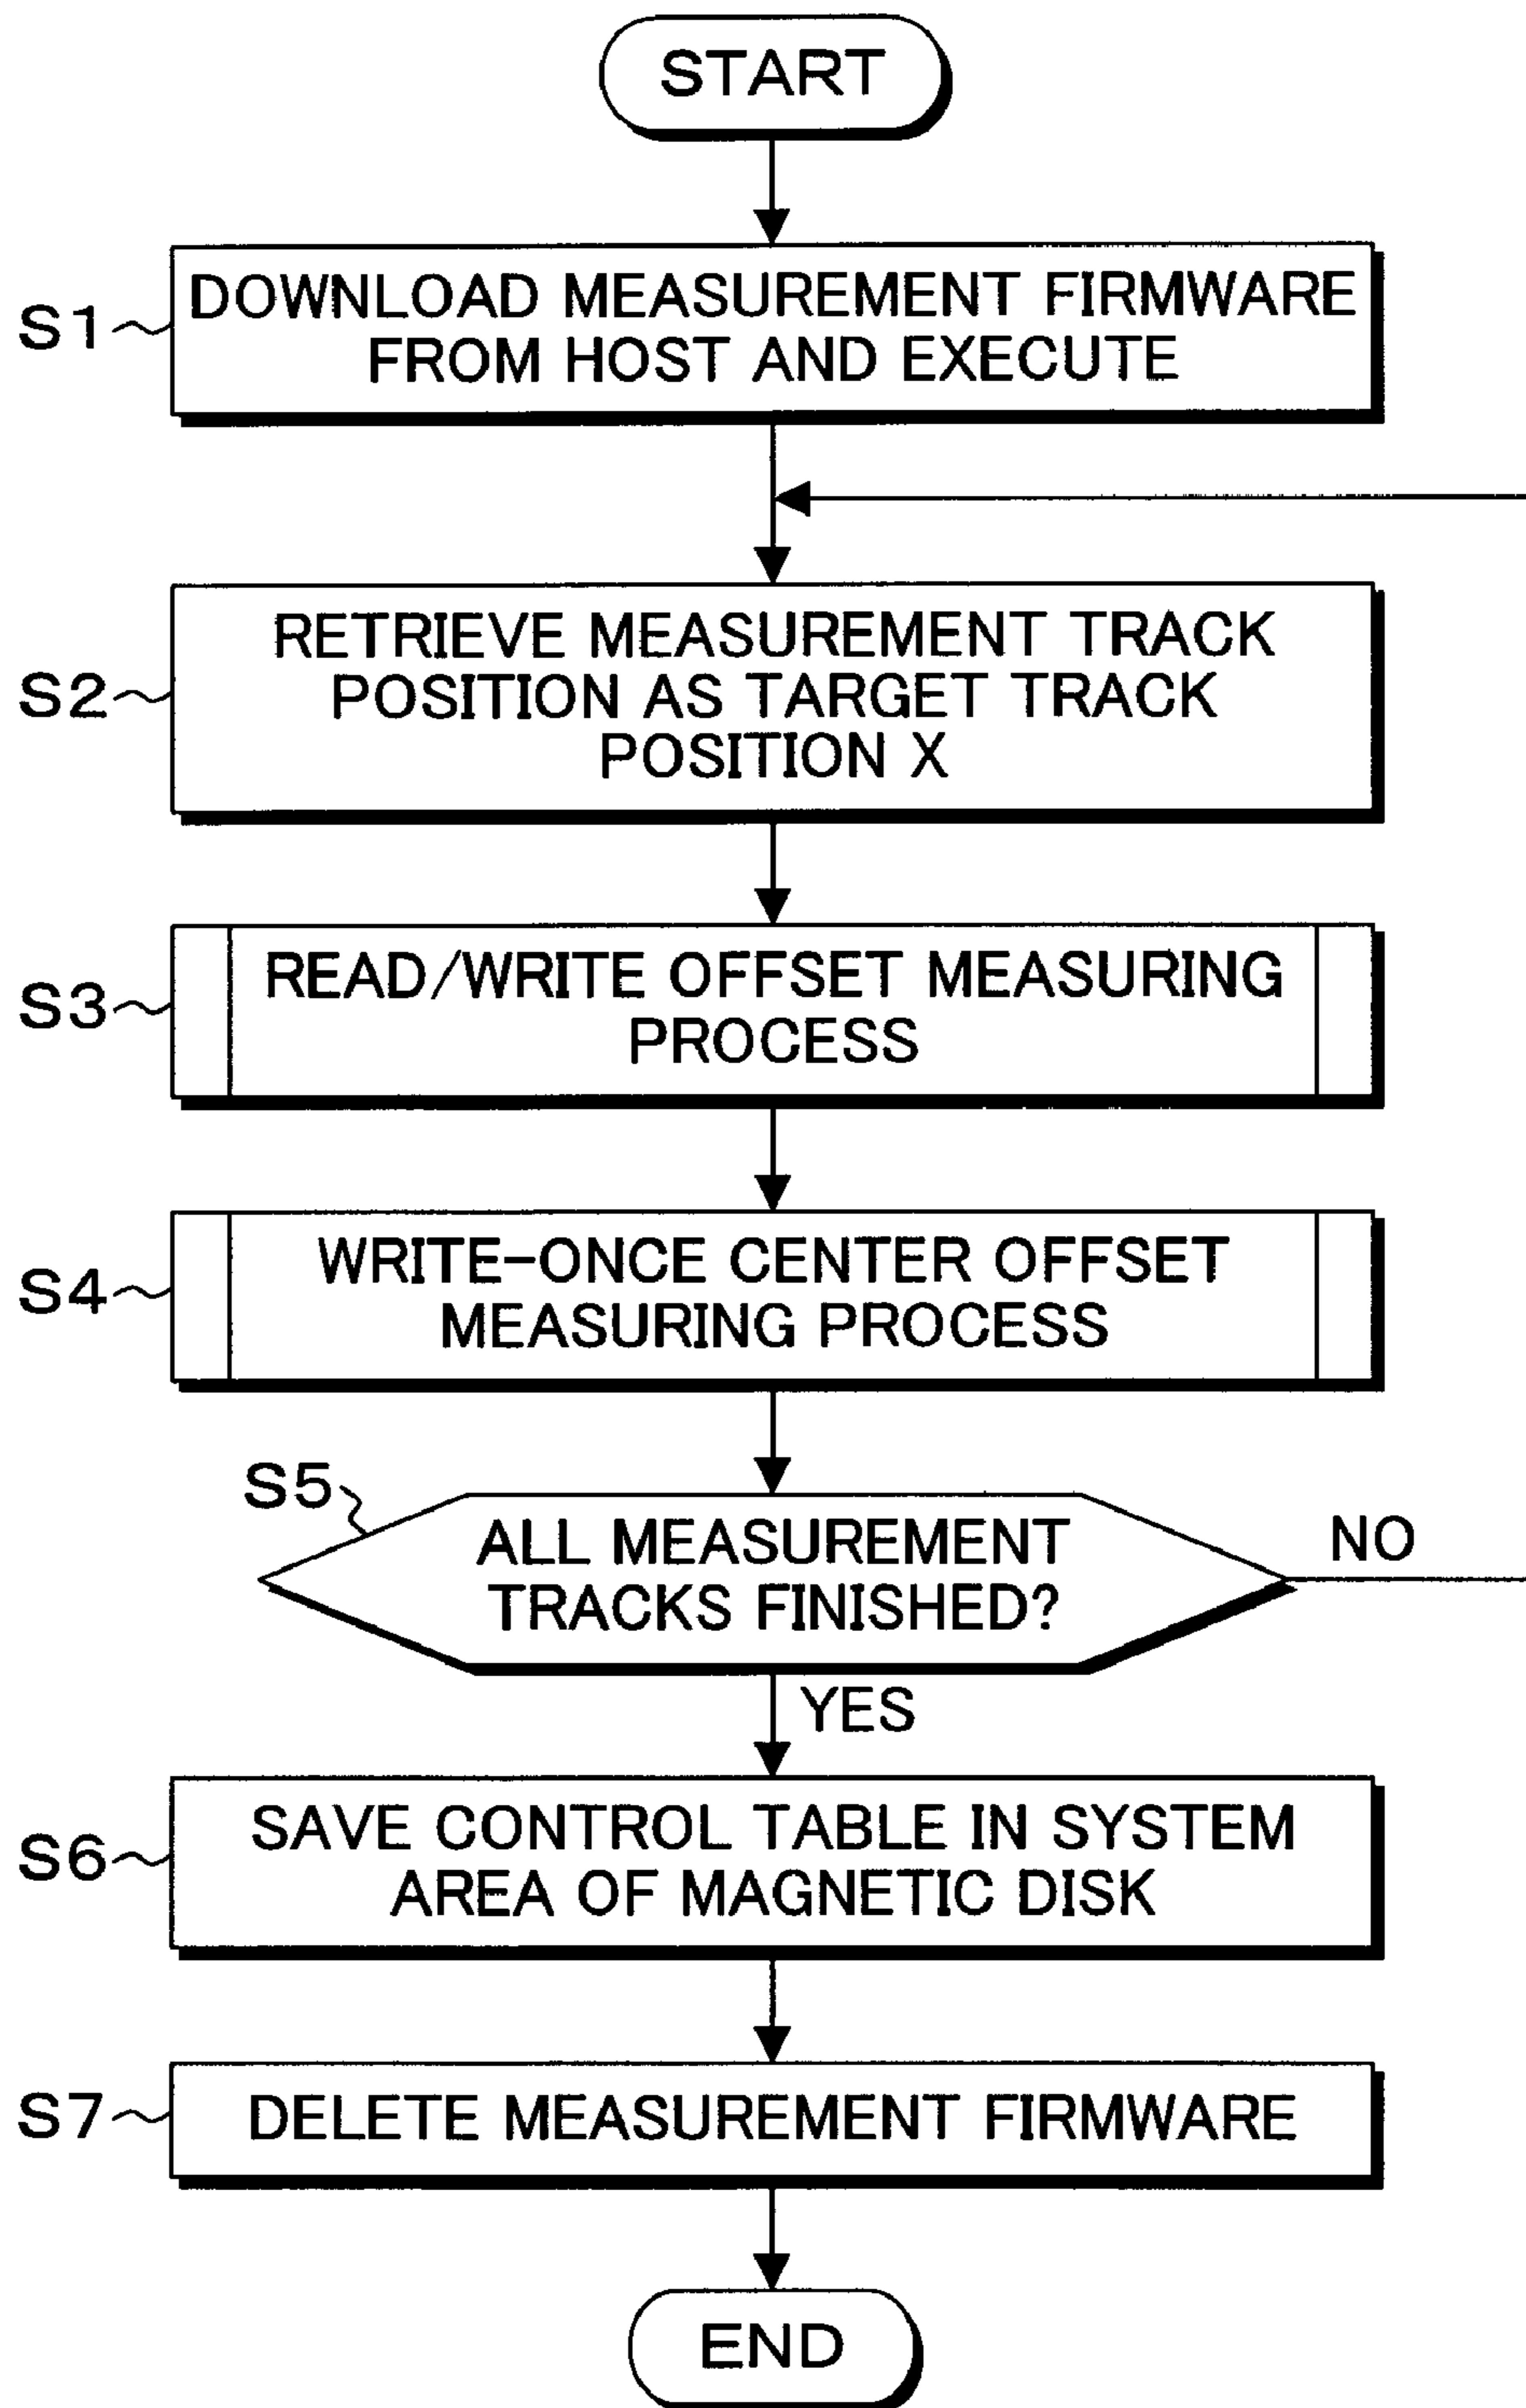 START
S1
DOWNLOAD MEASUREMENT FIRMWARE
FROM HOST AND EXECUTE
S2
RETRIEVE MEASUREMENT TRACK
POSITION AS TARGET TRACK
POSITION X
S3
READ/WRITE OFFSET MEASURING
PROCESS
S4
WRITE-ONCE CENTER OFFSET
MEASURING PROCESS
S5
ALL MEASUREMENT
TRACKS FINISHED?
NO
YES
S6
SAVE CONTROL TABLE IN SYSTEM
AREA OF MAGNETIC DISK
S7
DELETE MEASUREMENT FIRMWARE
END